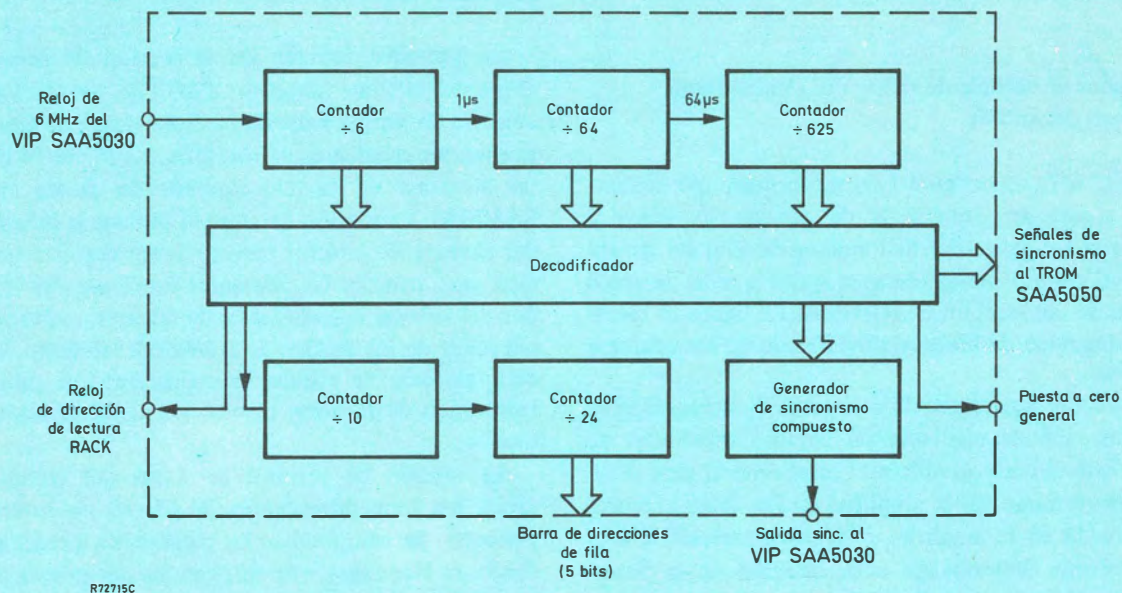 Reloj de
6 MHz del
VIP SAA5030
Contador
÷ 6
1μs
Contador
÷ 64
64μs
Contador
÷ 625
Decodificador
Señales de
sincronismo
al TROM
SAA5050
Reloj
de dirección
de lectura
RACK
Contador
÷ 10
Contador
÷ 24
Generador
de sincronismo
compuesto
Puesta a cero
general
Barra de direcciones
de fila
(5 bits)
Salida sinc. al
VIP SAA5030
R72715C